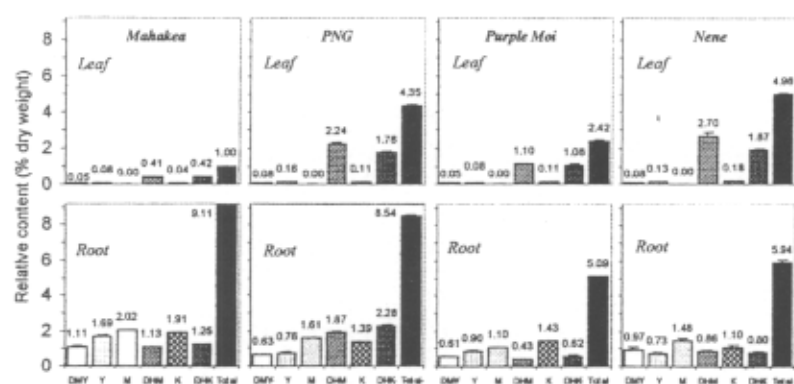 Relative content (% dry weight)
8
6
4
2
0
Mahakea
Leaf
0.05 0.08 0.00 0.41 0.04 0.42 1.00
PNG
Leaf
0.08 0.16 0.00 2.24 0.11 1.78 4.35
Purple Moi
Leaf
0.05 0.08 0.00 1.10 0.11 1.08 2.42
Nene
Leaf
0.08 0.13 0.00 2.70 0.18 1.87 4.96
8
6
4
2
0
Root
1.11 1.69 2.02 1.13 1.91 1.25 9.11
Root
0.63 0.76 1.61 1.87 1.39 2.28 8.54
Root
0.51 0.90 1.10 0.43 1.43 0.62 5.09
Root
0.97 0.73 1.48 0.86 1.10 0.80 5.94
DMY Y M DHM K DHK Total
DMY Y M DHM K DHK Total
DMY Y M DHM K DHK Total
DMY Y M DHM K DHK Total